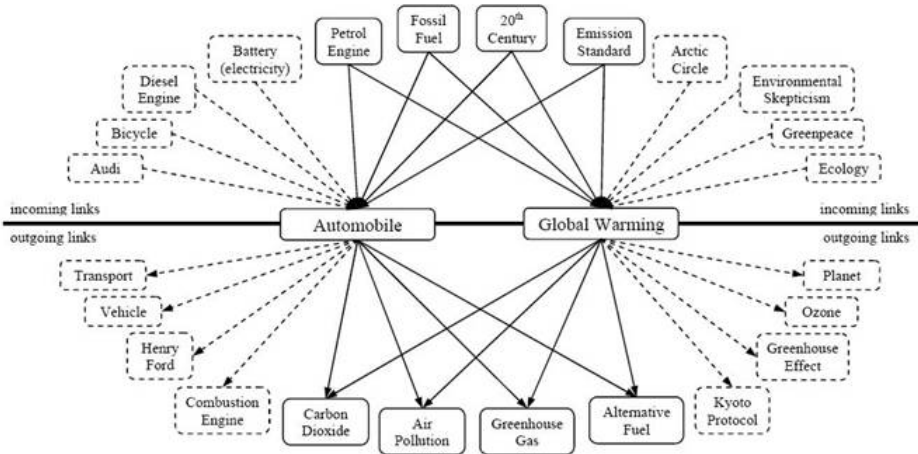 Battery
(electricity)
Petrol
Engine
Fossil
Fuel
20th
Century
Emission
Standard
Arctic
Circle
Diesel
Engine
Environmental
Skepticism
Bicycle
Greenpeace
Audi
Ecology
incoming links
incoming links
Automobile
Global Warming
outgoing links
outgoing links
Transport
Planet
Vehicle
Ozone
Henry
Ford
Greenhouse
Effect
Combustion
Engine
Carbon
Dioxide
Air
Pollution
Greenhouse
Gas
Alternative
Fuel
Kyoto
Protocol